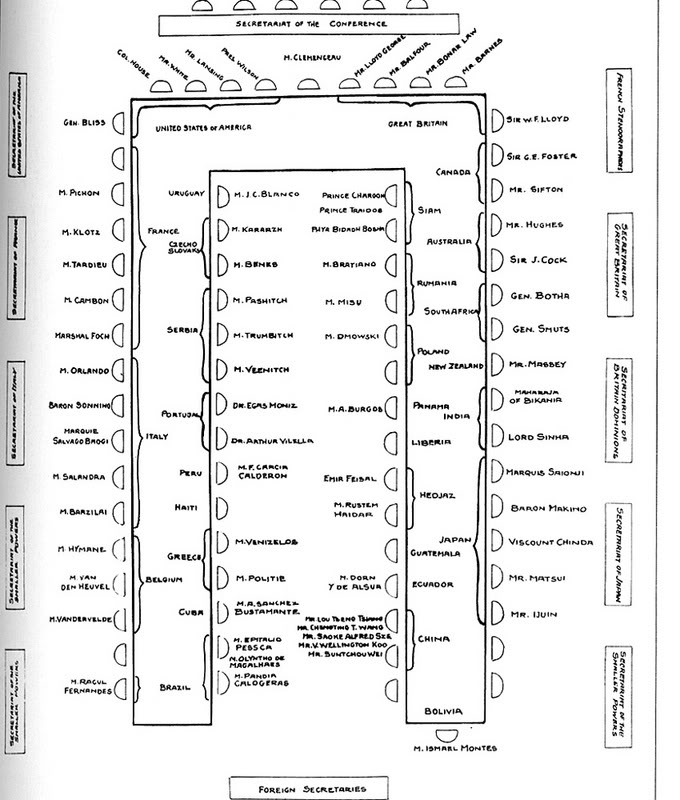 SECRETARIAT OF THE CONFERENCE
COL. HOUSE
MR. WHITE
MR. LANSING
PRES. WILSON
M. CLEMENCEAU
MR. LLOYD GEORGE
MR. BALFOUR
MR. BONAR LAW
MR. BARNES
SECRETARIAT OF THE
UNITED STATES OF AMERICA
SECRETARIAT OF FRANCE
SECRETARIAT OF ITALY
SECRETARIAT OF THE
SMALLER POWERS
SECRETARIAT OF THE
SMALLER POWERS
GEN. BLISS
M. PICHON
M. KLOTZ
M. TARDIEU
M. CAMBON
MARSHAL FOCH
M. ORLANDO
BARON SONNINO
MARQUIS
SALVAGO RAGGI
M. SALANDRA
M. BARZILAI
M. HYMANS
M. VAN
DEN HEUVEL
M. VANDERVELDE
M. RAOUL
FERNANDES
UNITED STATES OF AMERICA
FRANCE
ITALY
BELGIUM
BRAZIL
URUGUAY
CZECHO
SLOVAKS
SERBIA
PORTUGAL
PERU
HAITI
GREECE
CUBA
M. J. C. BLANCO
M. KARARZH
M. BENES
M. PASHITCH
M. TRUMBITCH
M. VESNITCH
DR. EGAS MONIZ
DR. ARTHUR VILELLA
M. F. GARCIA
CALDERON
M. VENIZELOS
M. POLITIS
M. A. SANCHEZ
BUSTAMANTE
M. EPITALIO
PESSCA
M. OLYNTHO DE
MAGALHAES
M. PANDIA
CALOGERAS
PRINCE CHAROON
PRINCE TRAIDOS
PHYA BIDADH BOSHA
M. BRATIANO
M. MISU
M. DMOWSKI
M. A. BURGOS
EMIR FEISAL
M. RUSTEM
HAIDAR
M. DORN
Y DE ALSUA
MR. LOU TSENG TSIANG
MR. CHENGTING T. WANG
MR. SAOKE ALFRED SZE
MR. V. WELLINGTON KOO
MR. SUNTCHOU WEI
SIAM
RUMANIA
POLAND
PANAMA
LIBERIA
HEDJAZ
GUATEMALA
ECUADOR
CHINA
BOLIVIA
M. ISMAEL MONTES
GREAT BRITAIN
CANADA
AUSTRALIA
SOUTH AFRICA
NEW ZEALAND
INDIA
JAPAN
SIR W. F. LLOYD
SIR G. E. FOSTER
MR. SIFTON
MR. HUGHES
SIR J. COCK
GEN. BOTHA
GEN. SMUTS
MR. MASSEY
MAHARAJA
OF BIKANIA
LORD SINHA
MARQUIS SAIONJI
BARON MAKINO
VISCOUNT CHINDA
MR. MATSUI
MR. IJUIN
FRENCH STENOGRAPHERS
SECRETARIAT OF
GREAT BRITAIN
SECRETARIAT OF
BRITAIN DOMINIONS
SECRETARIAT OF JAPAN
SECRETARIAT OF THE
SMALLER POWERS
FOREIGN SECRETARIES